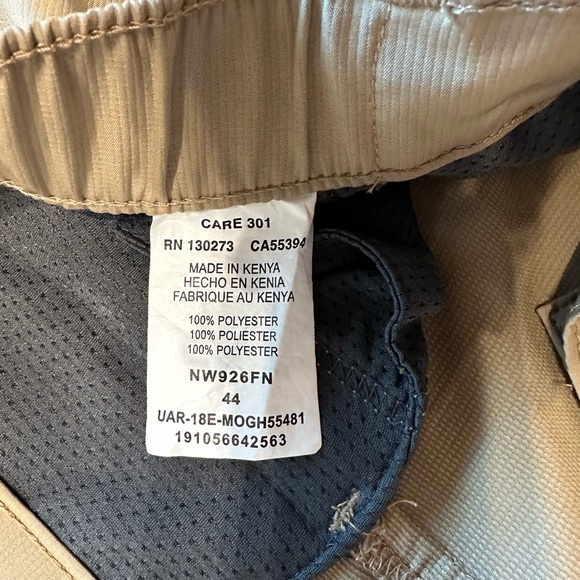 CARE 301
RN 130273 CA55394
MADE IN KENYA
HECHO EN KENIA
FABRIQUE AU KENYA
100% POLYESTER
100% POLIESTER
100% POLYESTER
NW926FN
44
UAR-18E-MOGH55481
191056642563